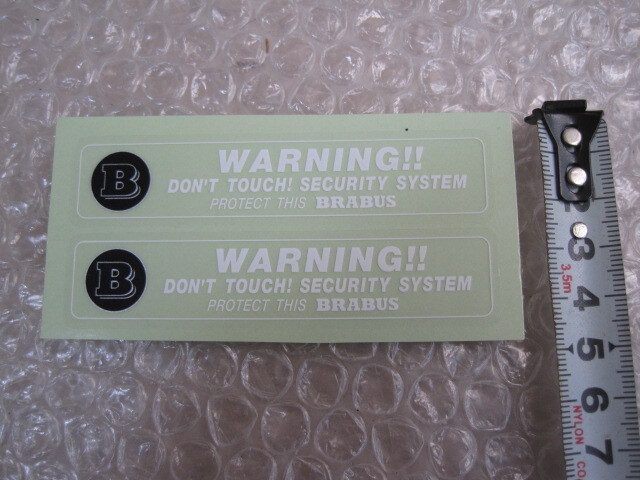 B
WARNING!!
DON'T TOUCH! SECURITY SYSTEM
PROTECT THIS BRABUS
B
WARNING!!
DON'T TOUCH! SECURITY SYSTEM
PROTECT THIS BRABUS
3
3.5m
4
5
6
7
NYLON